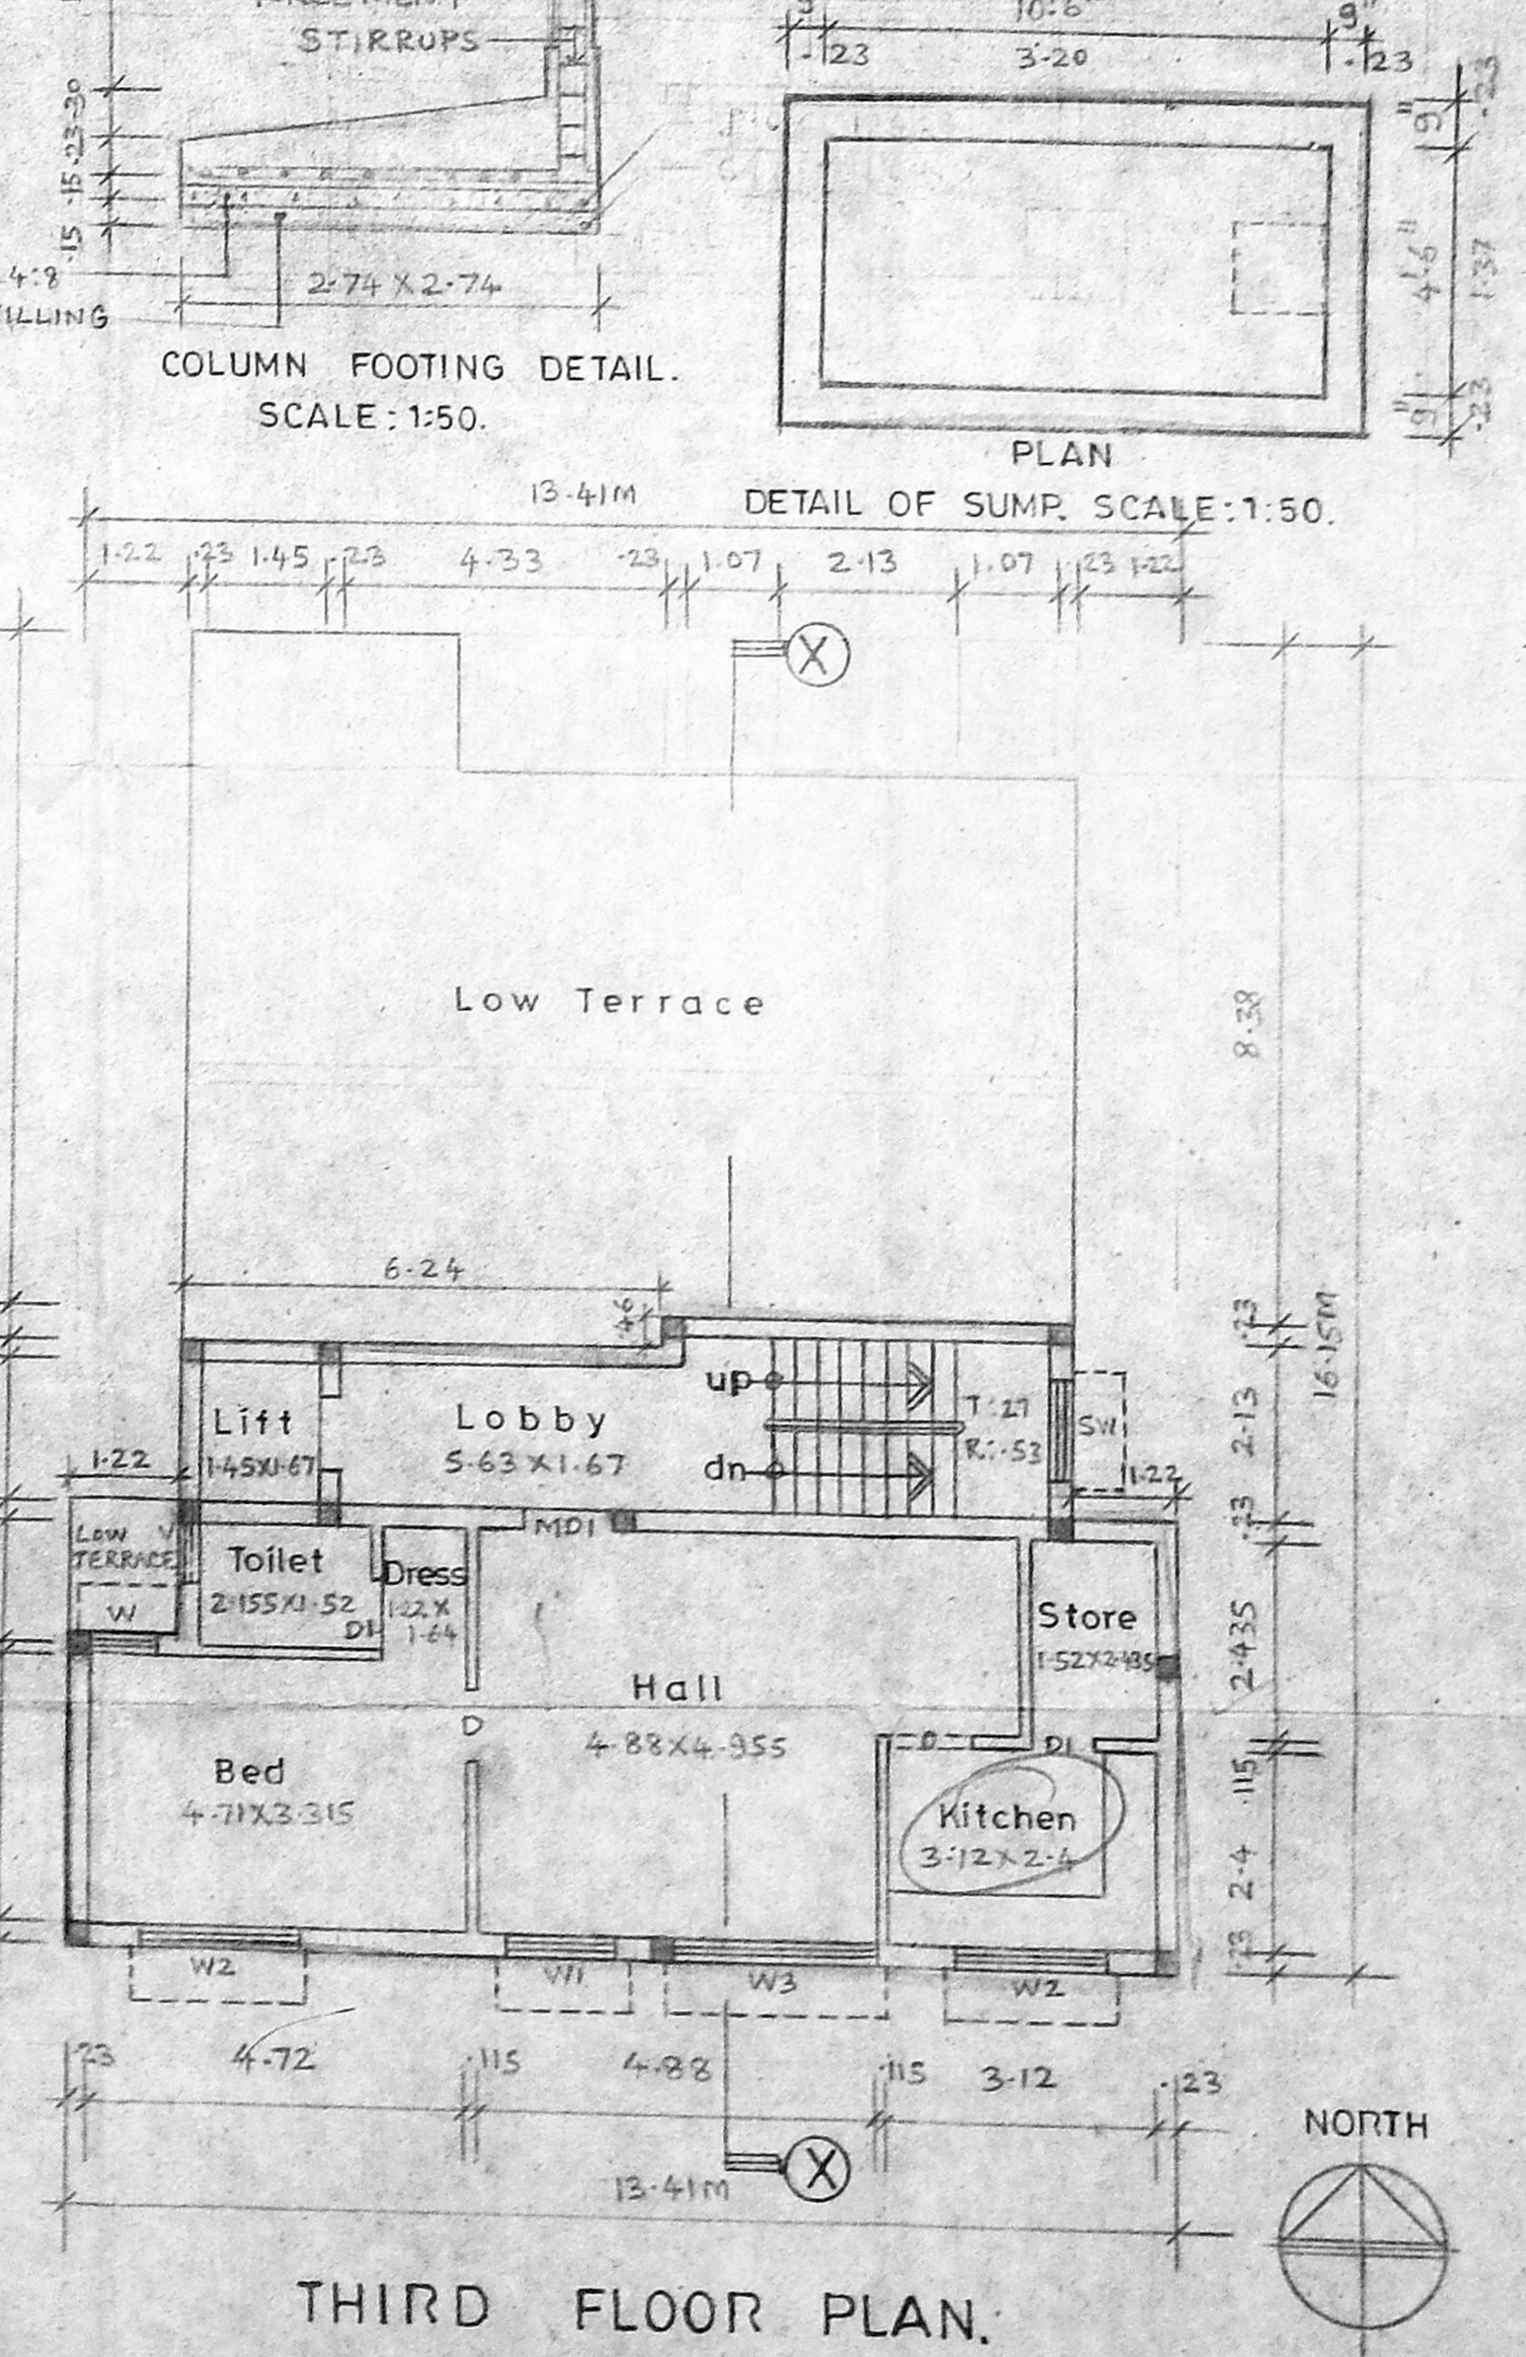 STIRRUPS
.30
.23
.15
.15
4:8
2.74 X 2.74
COLUMN FOOTING DETAIL.
SCALE: 1:50.
10'.6"
9"
.23
3.20
.23
9"
.23
4'.6"
1.37
9"
.23
PLAN
DETAIL OF SUMP. SCALE:1:50.
13.41M
1.22 .23 1.45 .23 4.33 .23 1.07 2.13 1.07 .23 1.22
X
Low Terrace
8.38
16.15M
6.24
.46
up
Lift
Lobby
T:.27
1.45X1.67
5.63 X 1.67
R:.53
SW
dn
1.22
1.22
.23
2.13
.23
LOW
TERRACE
V
W
Toilet
2.155X1.52
D1
Dress
1.22 X
1.64
MD1
Store
1.52X2.435
2.435
Hall
4.88X4.955
D
D
D1
.115
Bed
4.71X3.315
Kitchen
3.12X2.4
2.4
.23
W2
W1
W3
W2
.23 4.72 .115 4.88 .115 3.12 .23
X
13.41M
NORTH
THIRD FLOOR PLAN.